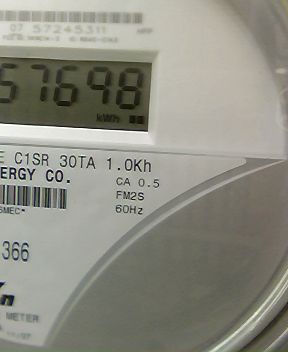 07 57245311
57698
kWh
E C1SR 30TA 1.0Kh
ERGY CO.
CA 0.5
FM2S
60Hz
366
METER